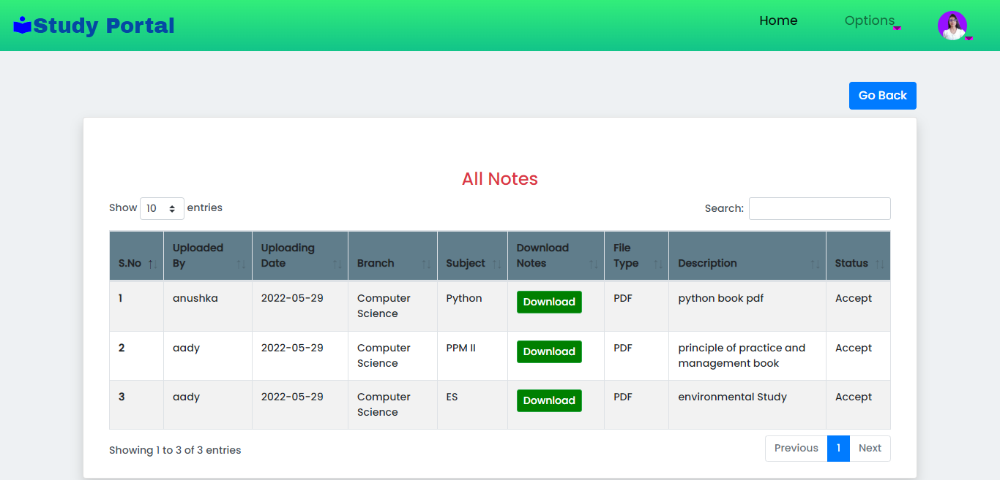 Study Portal Home Options
Go Back
All Notes
Show 10 entries Search:
S.No Uploaded By Uploading Date Branch Subject Download Notes File Type Description Status
1 anushka 2022-05-29 Computer Science Python Download PDF python book pdf Accept
2 aady 2022-05-29 Computer Science PPM II Download PDF principle of practice and management book Accept
3 aady 2022-05-29 Computer Science ES Download PDF environmental Study Accept
Showing 1 to 3 of 3 entries Previous 1 Next